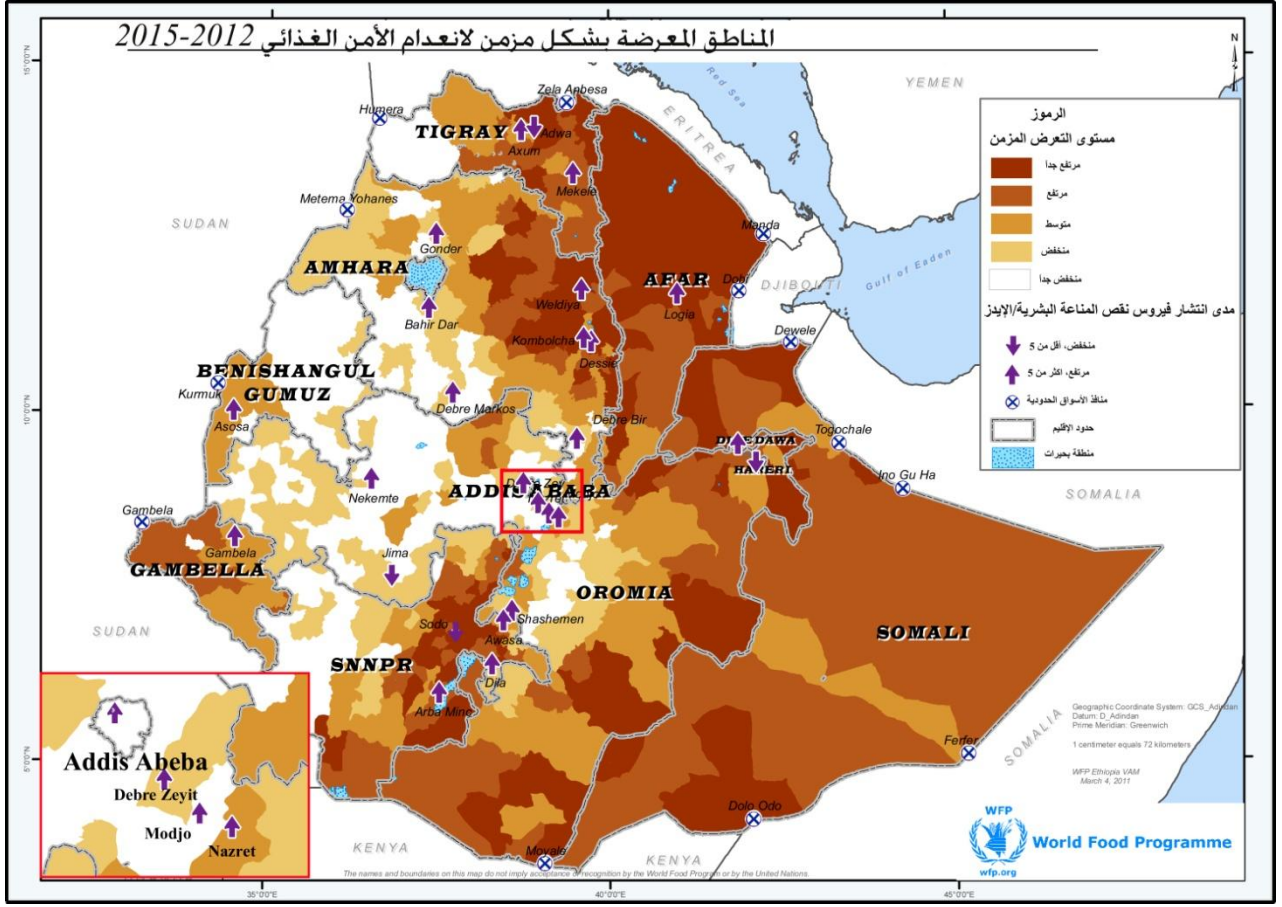 المناطق المعرضة بشكل مزمن لانعدام الأمن الغذائي 2012-2015
15°0'0"N
N
YEMEN
Red Sea
ERITREA
Zela Anbesa
Humera
TIGRAY
Adwa
Axum
Mekele
الرموز
مستوى التعرض المزمن
مرتفع جدا
مرتفع
متوسط
منخفض
منخفض جدا
مدى انتشار فيروس نقص المناعة البشرية/الإيدز
منخفض، أقل من 5
مرتفع، اكثر من 5
منافذ الأسواق الحدودية
حدود الإقليم
منطقة بحيرات
Metema Yohanes
SUDAN
Gonder
Manda
AMHARA
AFAR
Dobi
DJIBOUTI
Gulf of Eaden
Weldiya
Logia
Bahir Dar
Kombolcha
Dewele
Dessie
BENISHANGUL
GUMUZ
Kurmuk
Asosa
Debre Markos
Debre Bir
10°0'0"N
Togochale
DIRE DAWA
HARERI
Nekemte
ADDIS ABABA
Ino Gu Ha
SOMALIA
Gambela
Gambela
GAMBELLA
Jima
OROMIA
Shashemen
Sodo
Awasa
SUDAN
SOMALI
SNNPR
Dila
Arba Minc
Addis Abeba
Debre Zeyit
Modjo
Nazret
5°0'0"N
Geographic Coordinate System: GCS_Adindan
Datum: D_Adindan
Prime Meridian: Greenwich
1 centimeter equals 72 kilometers
WFP Ethiopia VAM
March 4, 2011
SOMALIA
Ferfer
Dolo Odo
Moyale
KENYA
KENYA
WFP
World Food Programme
wfp.org
The names and boundaries on this map do not imply acceptance or recognition by the World Food Program or by the United Nations.
35°0'0"E
40°0'0"E
45°0'0"E